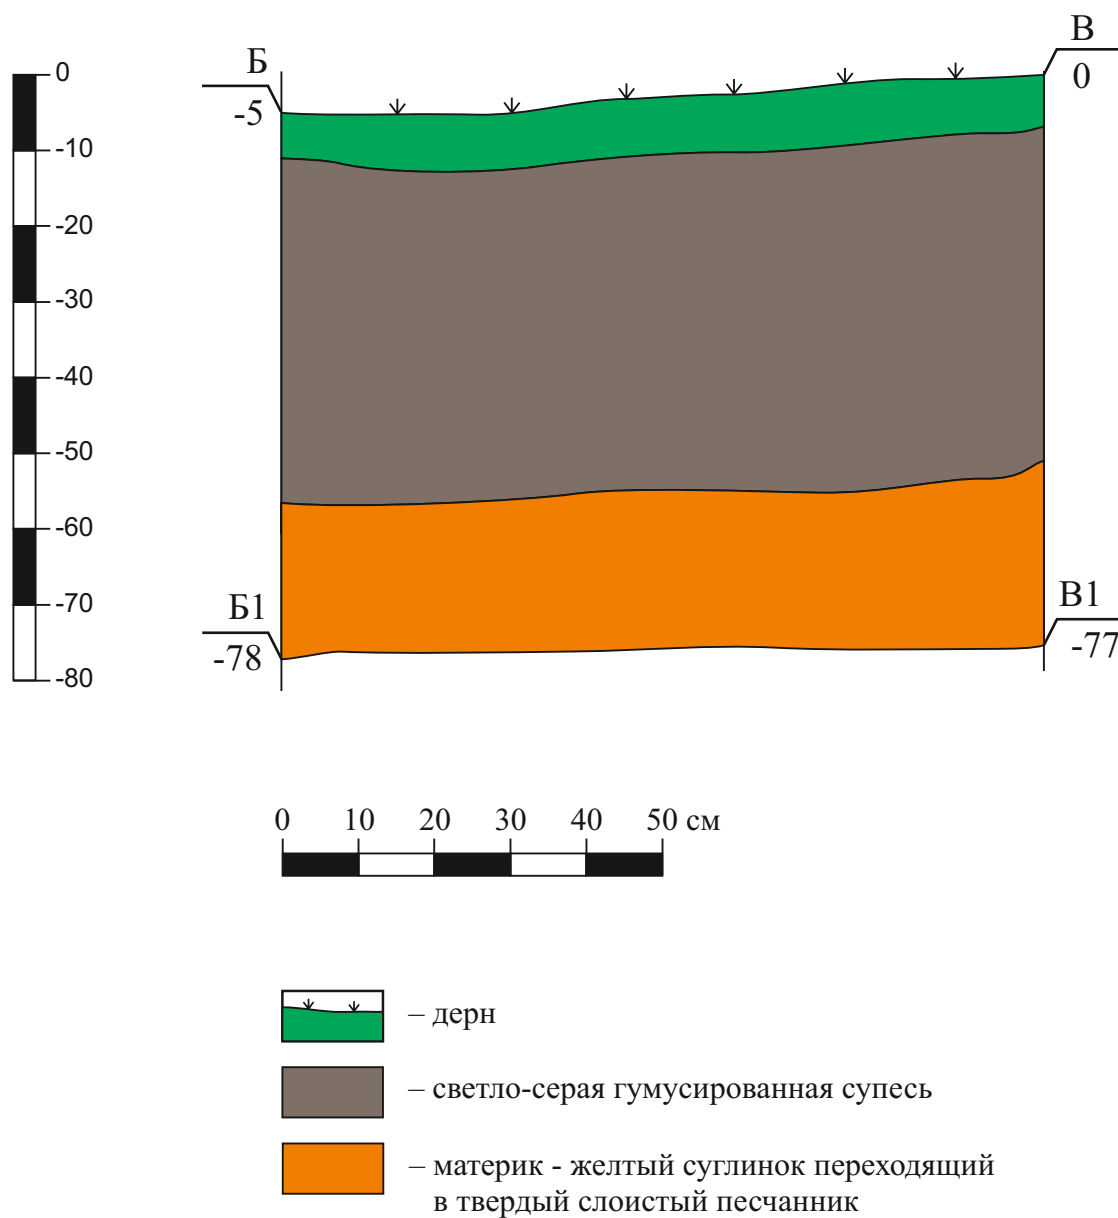 0
-10
-20
-30
-40
-50
-60
-70
-80
Б
-5
В
0
Б1
-78
В1
-77
0 10 20 30 40 50 см
– дерн
– светло-серая гумусированная супесь
– материк - желтый суглинок переходящий
в твердый слоистый песчанник